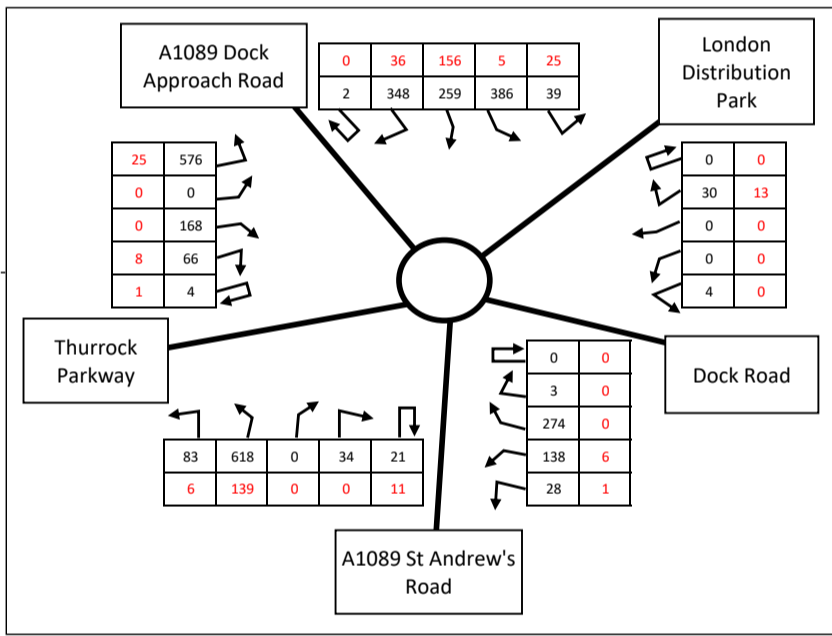 A1089 Dock
Approach Road
0 36 156 5 25
2 348 259 386 39
London
Distribution
Park
25 576
0 0
0 168
8 66
1 4
0 0
30 13
0 0
0 0
4 0
Thurrock
Parkway
Dock Road
0 0
3 0
274 0
138 6
28 1
83 618 0 34 21
6 139 0 0 11
A1089 St Andrew's
Road